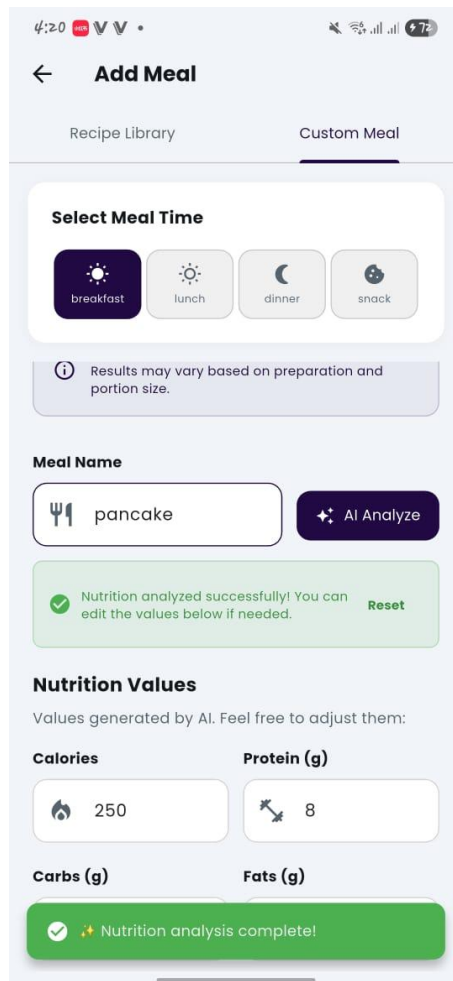 4:20
72
Add Meal
Recipe Library
Custom Meal
Select Meal Time
breakfast
lunch
dinner
snack
Results may vary based on preparation and
portion size.
Meal Name
pancake
AI Analyze
Nutrition analyzed successfully! You can
edit the values below if needed.
Reset
Nutrition Values
Values generated by AI. Feel free to adjust them:
Calories
Protein (g)
250
8
Carbs (g)
Fats (g)
✨ Nutrition analysis complete!